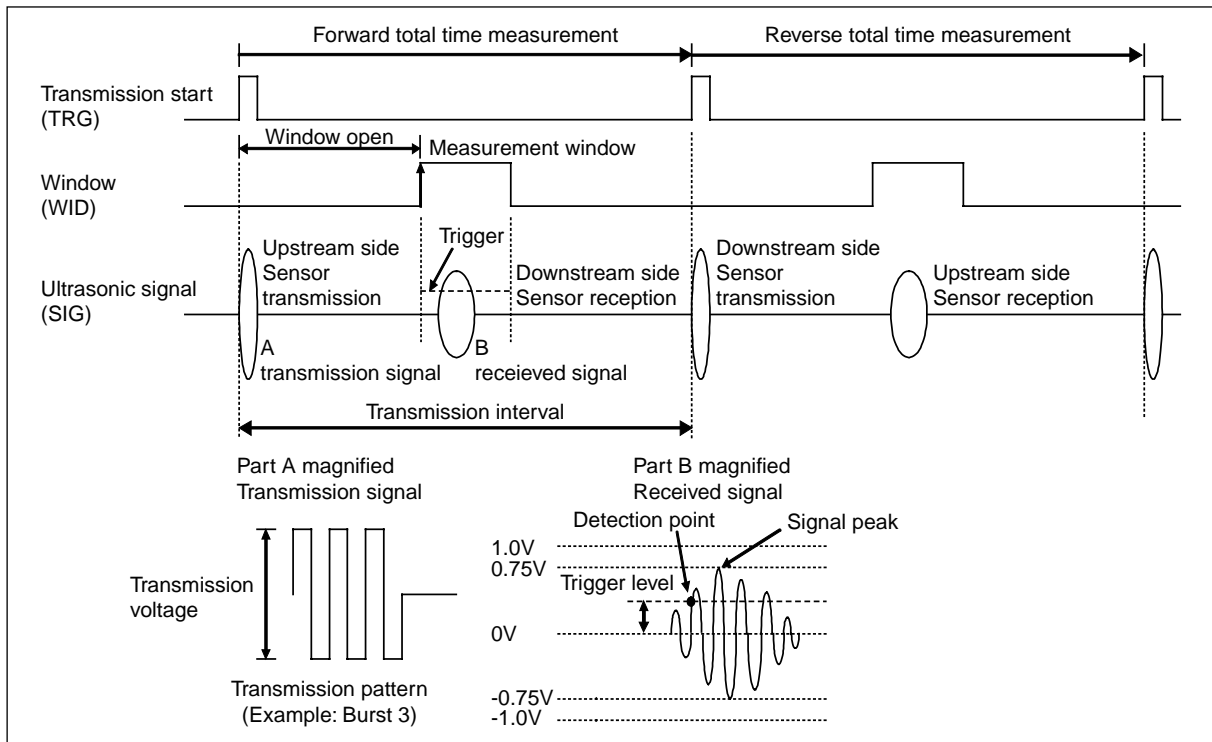 Forward total time measurement
Reverse total time measurement
Transmission start
(TRG)
Window open
Measurement window
Window
(WID)
Trigger
Upstream side
Sensor
transmission
Downstream side
Sensor reception
Downstream side
Sensor
transmission
Upstream side
Sensor reception
Ultrasonic signal
(SIG)
A
transmission signal
B
receieved signal
Transmission interval
Part A magnified
Transmission signal
Part B magnified
Received signal
Detection point
Signal peak
1.0V
0.75V
Trigger level
0V
-0.75V
-1.0V
Transmission
voltage
Transmission pattern
(Example: Burst 3)